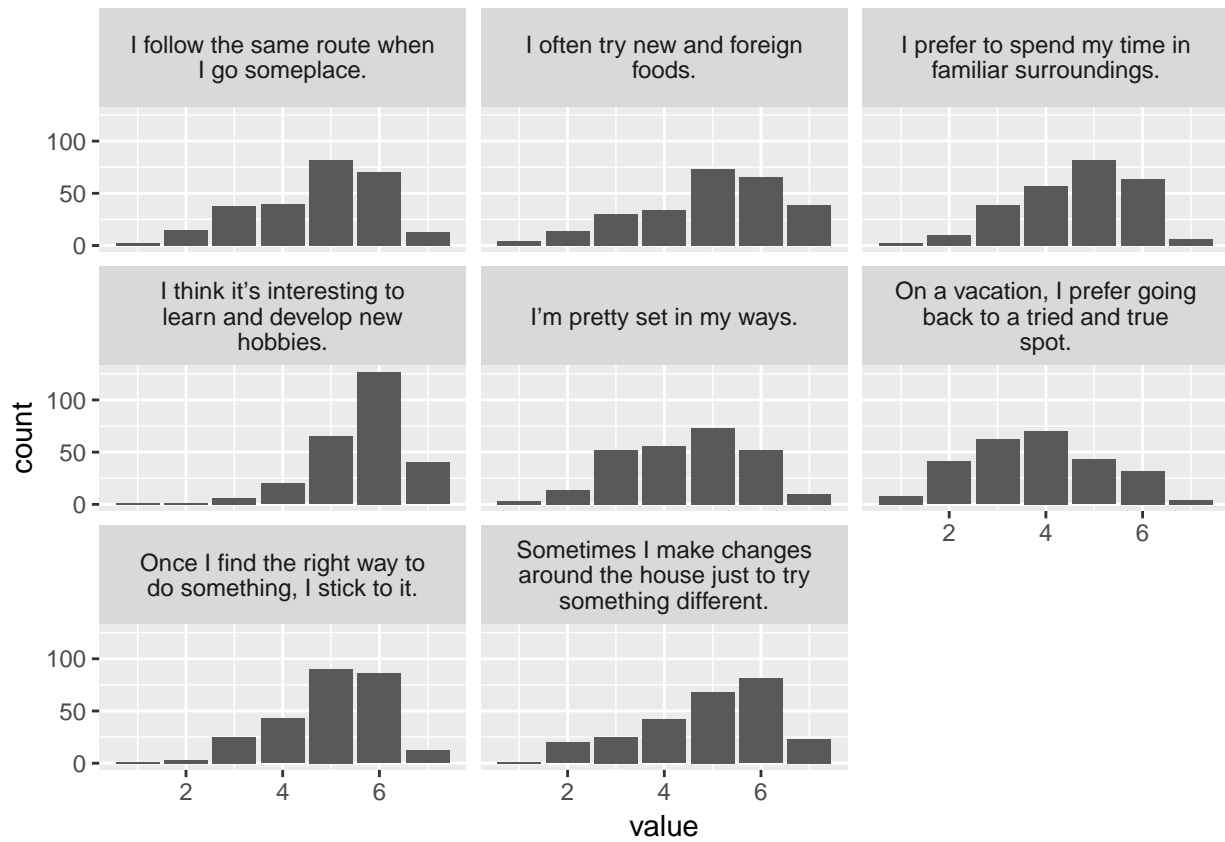 I follow the same route when
I go someplace.
I often try new and foreign
foods.
I prefer to spend my time in
familiar surroundings.
100
50
0
I think it’s interesting to
learn and develop new
hobbies.
I’m pretty set in my ways.
On a vacation, I prefer going
back to a tried and true
spot.
100
50
0
2 4 6
Once I find the right way to
do something, I stick to it.
Sometimes I make changes
around the house just to try
something different.
100
50
0
2 4 6
2 4 6
count
value